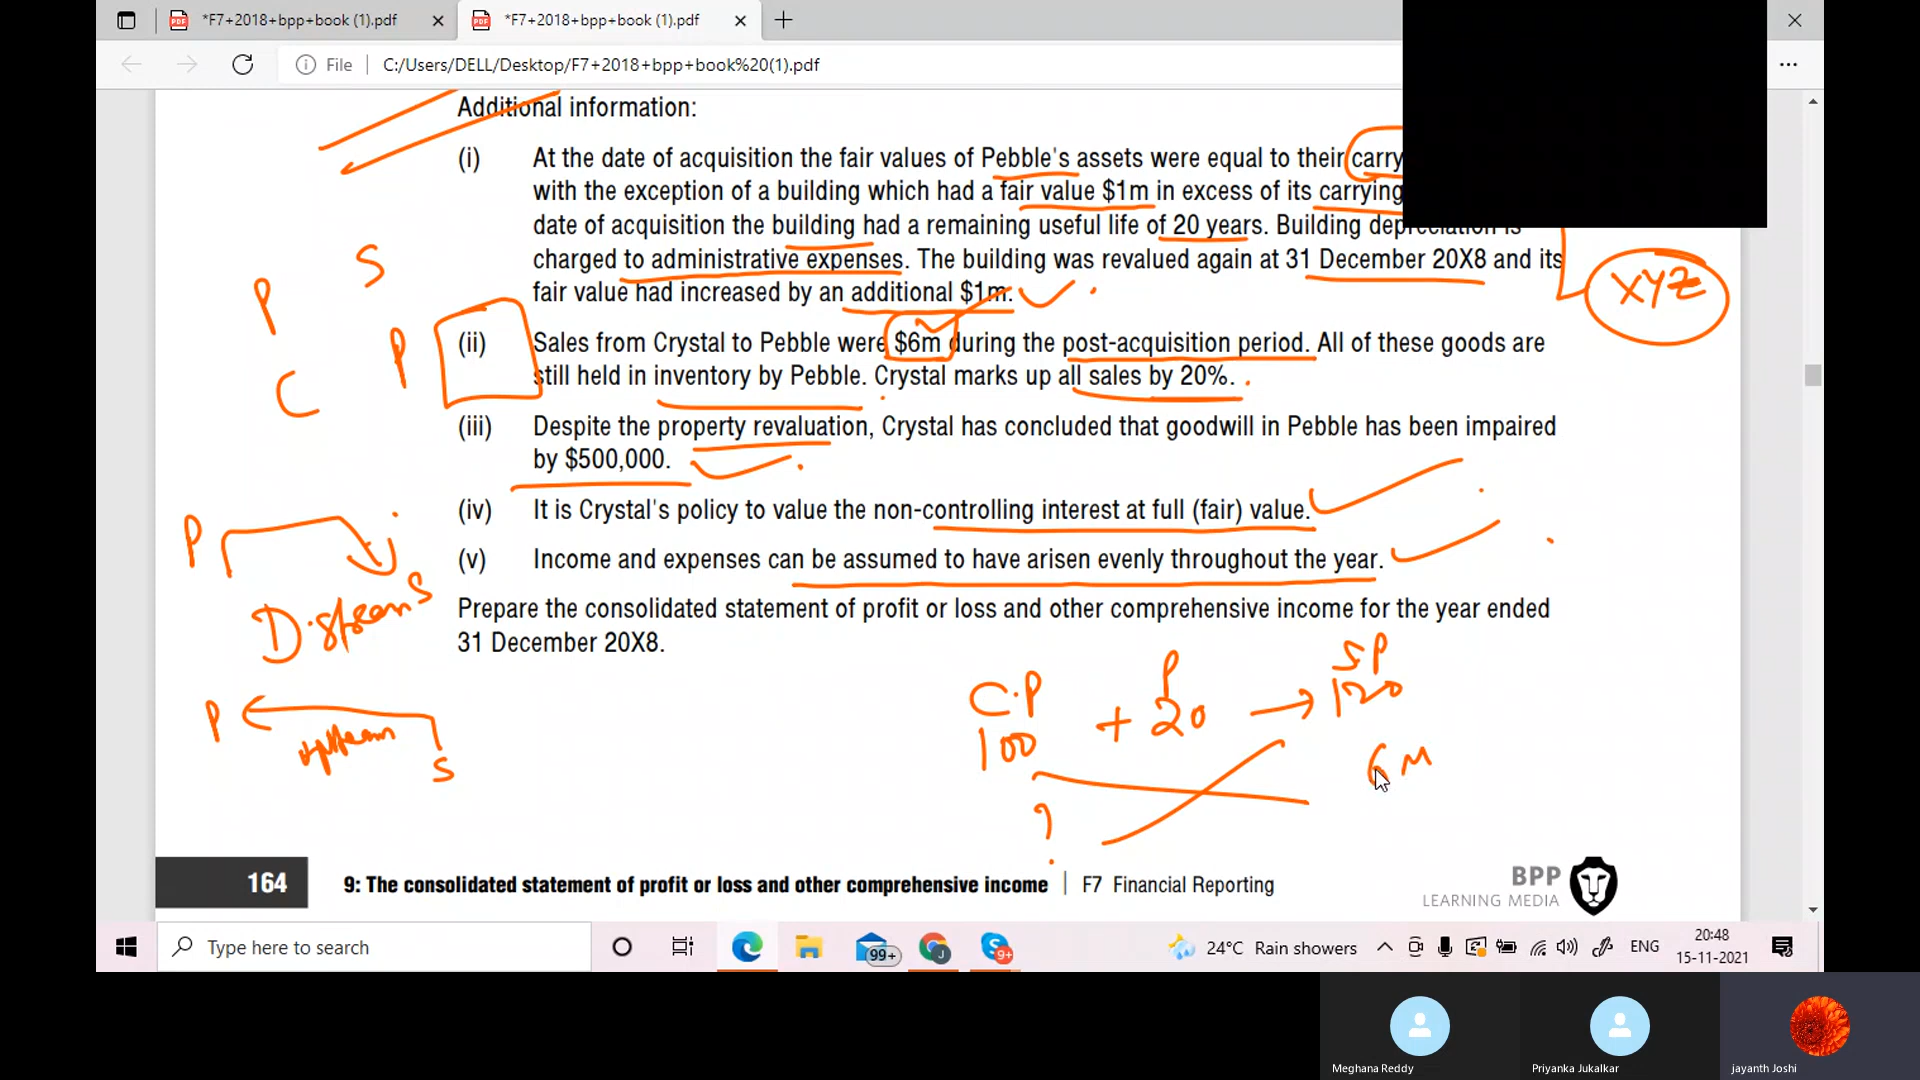 *F7+2018+bpp+book (1).pdf
*F7+2018+bpp+book (1).pdf
File
C:/Users/DELL/Desktop/F7+2018+bpp+book%20(1).pdf
Additional information:
(i) At the date of acquisition the fair values of Pebble's assets were equal to their carry
with the exception of a building which had a fair value $1m in excess of its carrying
date of acquisition the building had a remaining useful life of 20 years. Building depreciation is
charged to administrative expenses. The building was revalued again at 31 December 20X8 and its
fair value had increased by an additional $1m.
XYZ
P S
C P
(ii) Sales from Crystal to Pebble were $6m during the post-acquisition period. All of these goods are
still held in inventory by Pebble. Crystal marks up all sales by 20%.
(iii) Despite the property revaluation, Crystal has concluded that goodwill in Pebble has been impaired
by $500,000.
(iv) It is Crystal's policy to value the non-controlling interest at full (fair) value.
(v) Income and expenses can be assumed to have arisen evenly throughout the year.
P S
D.stream
Prepare the consolidated statement of profit or loss and other comprehensive income for the year ended
31 December 20X8.
P upstream S
C.P P SP
100 + 20 → 120
? 6M
164 9: The consolidated statement of profit or loss and other comprehensive income | F7 Financial Reporting
BPP
LEARNING MEDIA
Type here to search
99+
J
9+
24°C Rain showers
ENG
20:48
15-11-2021
Meghana Reddy
Priyanka Jukalkar
jayanth Joshi